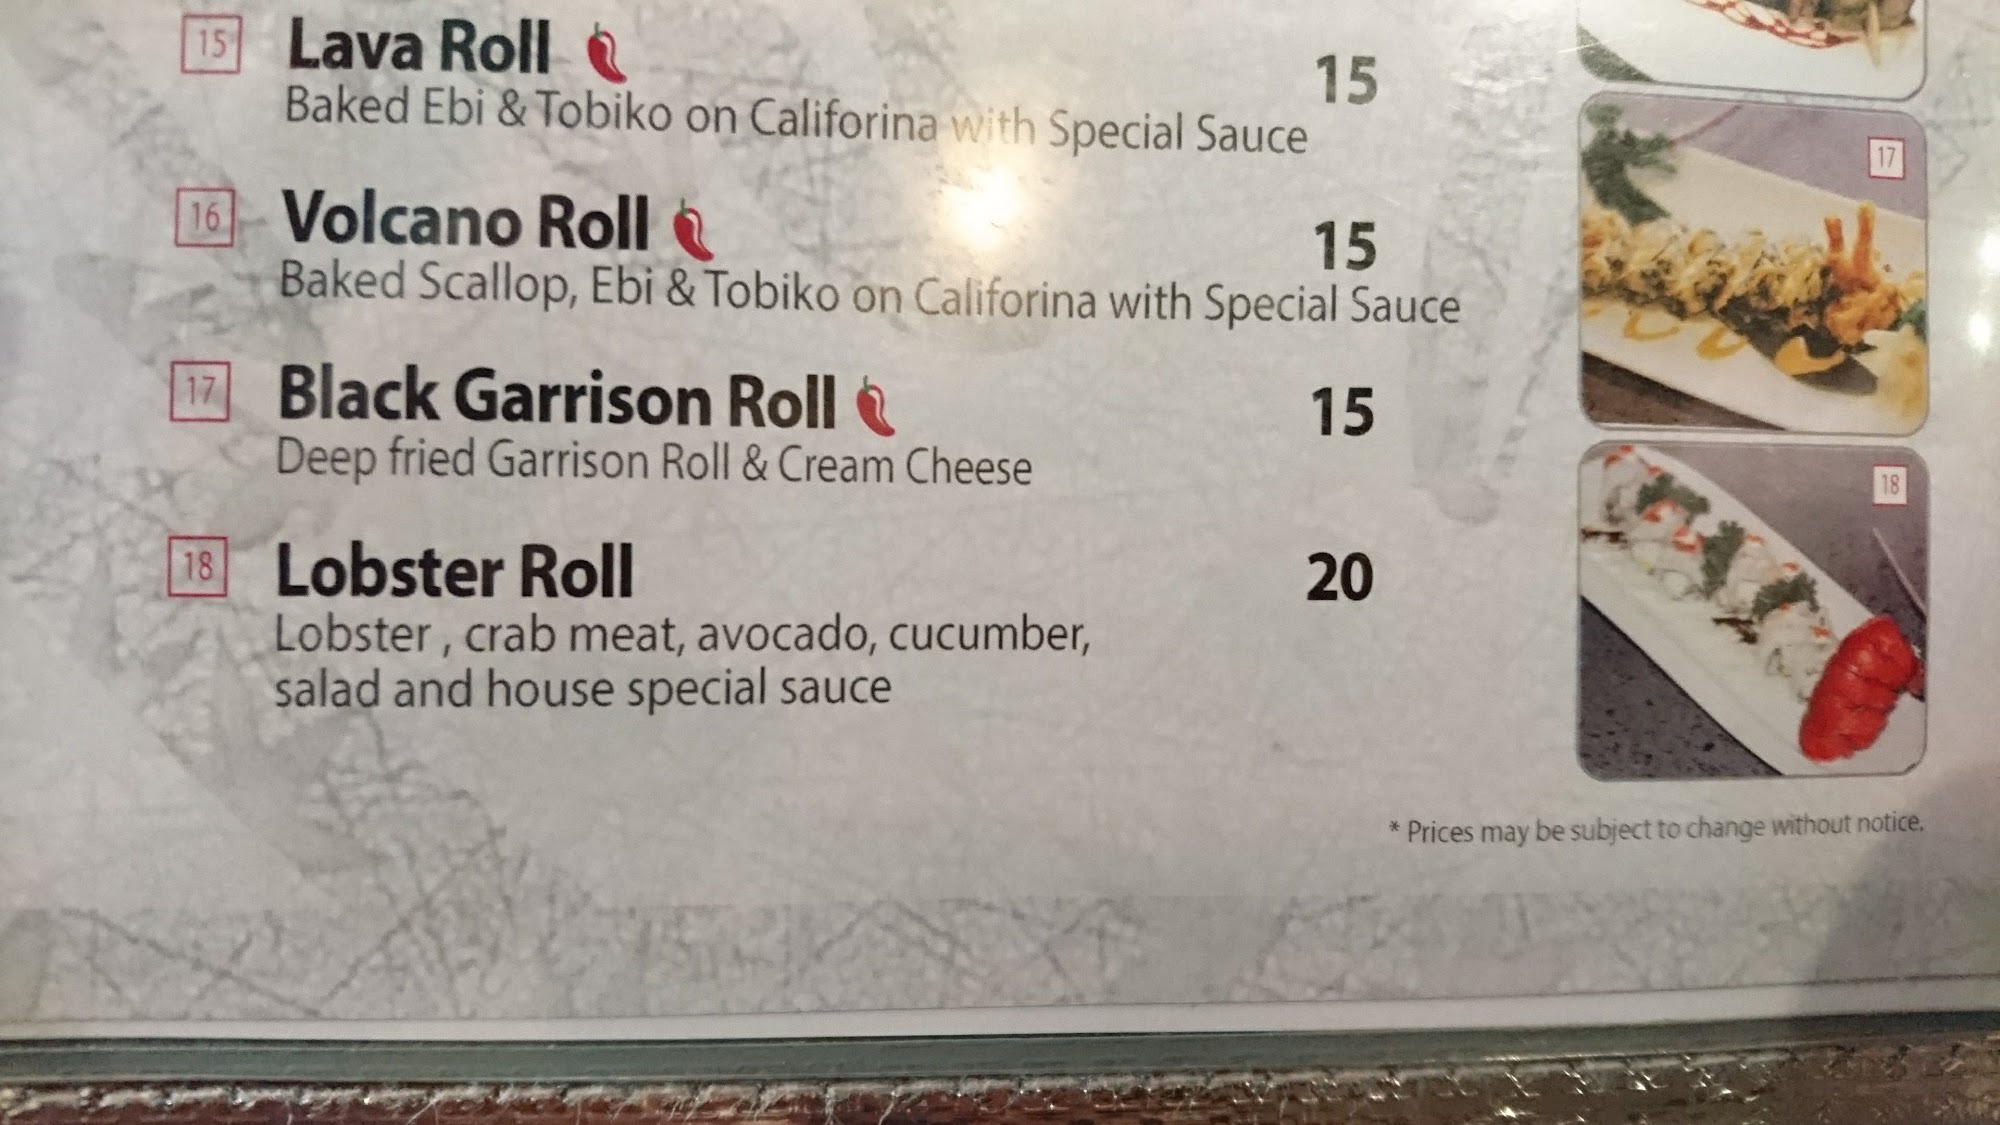 15 Lava Roll 15
Baked Ebi & Tobiko on Califorina with Special Sauce
16 Volcano Roll 15
Baked Scallop, Ebi & Tobiko on Califorina with Special Sauce
17 Black Garrison Roll 15
Deep fried Garrison Roll & Cream Cheese
18 Lobster Roll 20
Lobster , crab meat, avocado, cucumber,
salad and house special sauce
17
18
* Prices may be subject to change without notice.